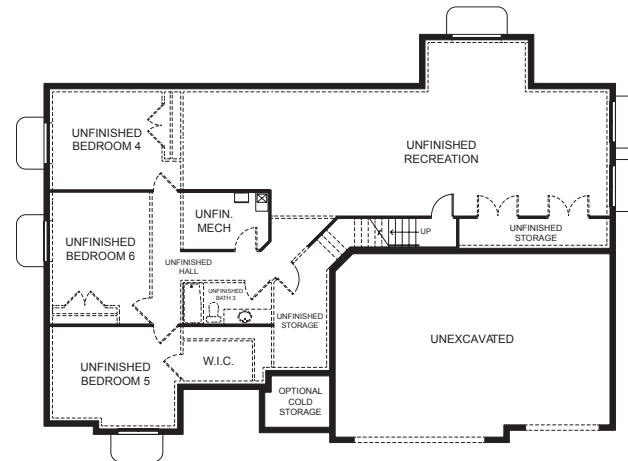 UNFINISHED
BEDROOM 4
UNFINISHED
RECREATION
UNFIN.
MECH
UP
UNFINISHED
STORAGE
UNFINISHED
BEDROOM 6
UNFINISHED
HALL
UNFINISHED
BATH 3
UNFINISHED
STORAGE
UNEXCAVATED
UNFINISHED
BEDROOM 5
W.I.C.
OPTIONAL
COLD
STORAGE